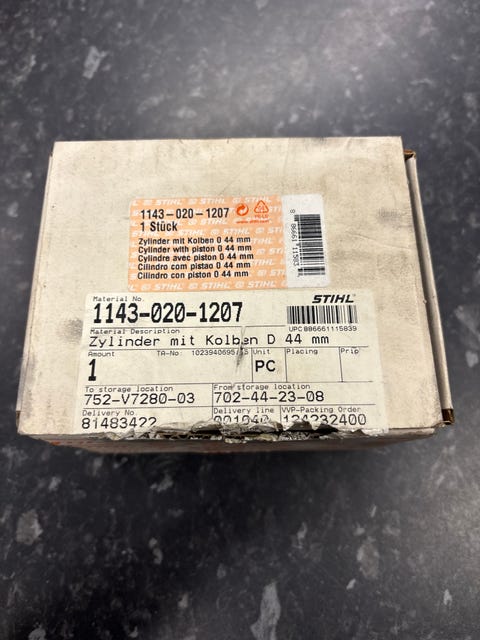 STIHL
1143-020-1207
1 Stück
Zylinder mit Kolben 0 44 mm
Cylinder with piston 0 44 mm
Cylindre avec piston 0 44 mm
Cilindro com pistao 0 44 mm
Cilindro con piston 0 44 mm
Material No. STIHL
1143-020-1207
UPC 886661115839
Material Description
Zylinder mit Kolben D 44 mm
Amount TA-No. Unit Placing Prip
1 PC
To storage location From storage location
752-V7280-03 702-44-23-08
Delivery No. Delivery line VVP-Packing Order
81483422